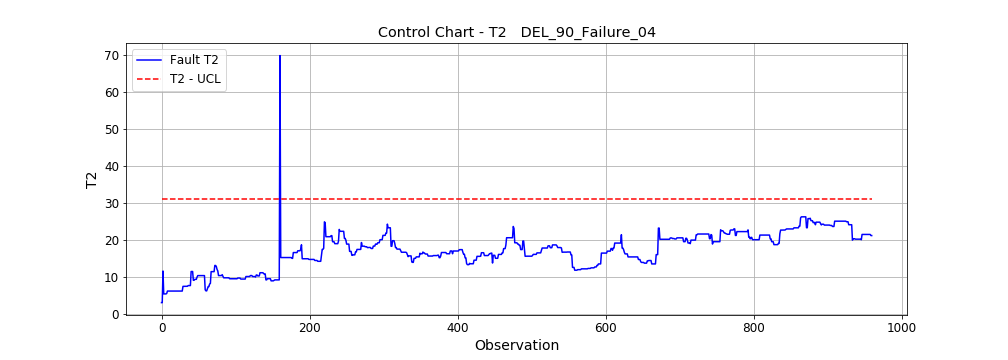 Control Chart - T2   DEL_90_Failure_04
Fault T2
T2 - UCL
T2
70
60
50
40
30
20
10
0
0 200 400 600 800 1000
Observation